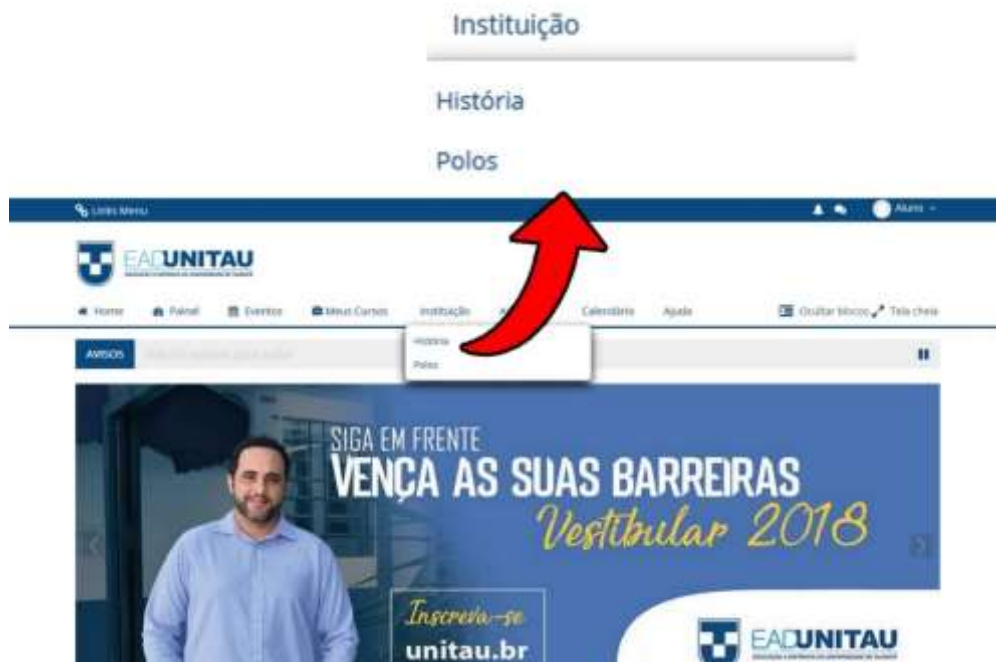 Instituição
História
Polos
Links Menu
Aluno
EADUNITAU
Home Painel Eventos Meus Cursos Instituição Calendário Ajuda Ocultar blocos Tela cheia
História
AVISOS
Polos
SIGA EM FRENTE
VENÇA AS SUAS BARREIRAS
Vestibular 2018
Inscreva-se
unitau.br
EADUNITAU